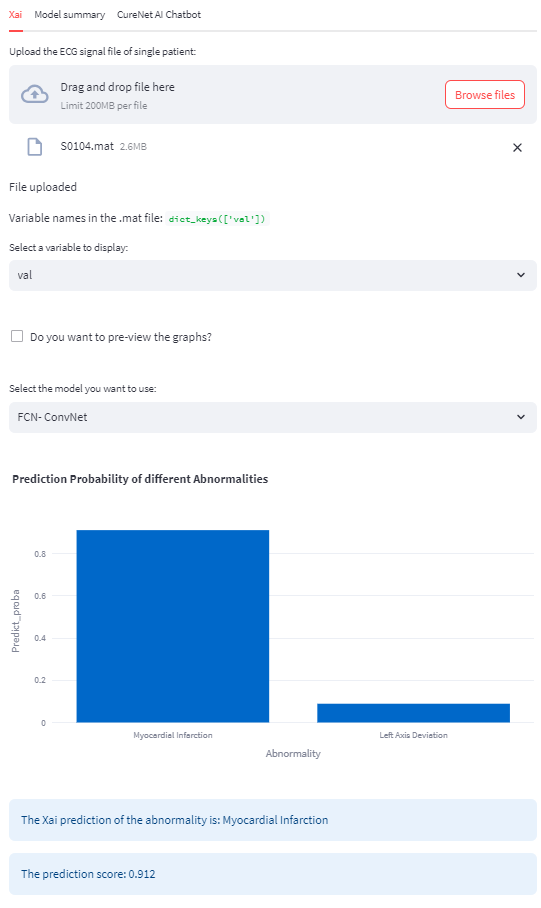 Xai Model summary CureNet AI Chatbot
Upload the ECG signal file of single patient:
Drag and drop file here
Limit 200MB per file
Browse files
S0104.mat 2.6MB
File uploaded
Variable names in the .mat file: dict_keys(['val'])
Select a variable to display:
val
Do you want to pre-view the graphs?
Select the model you want to use:
FCN- ConvNet
Prediction Probability of different Abnormalities
0.8
0.6
0.4
0.2
0
Predict_proba
Myocardial Infarction Left Axis Deviation
Abnormality
The Xai prediction of the abnormality is: Myocardial Infarction
The prediction score: 0.912